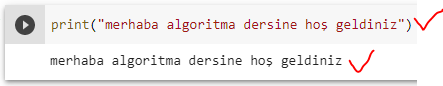 print("merhaba algoritma dersine hoş geldiniz")
merhaba algoritma dersine hoş geldiniz